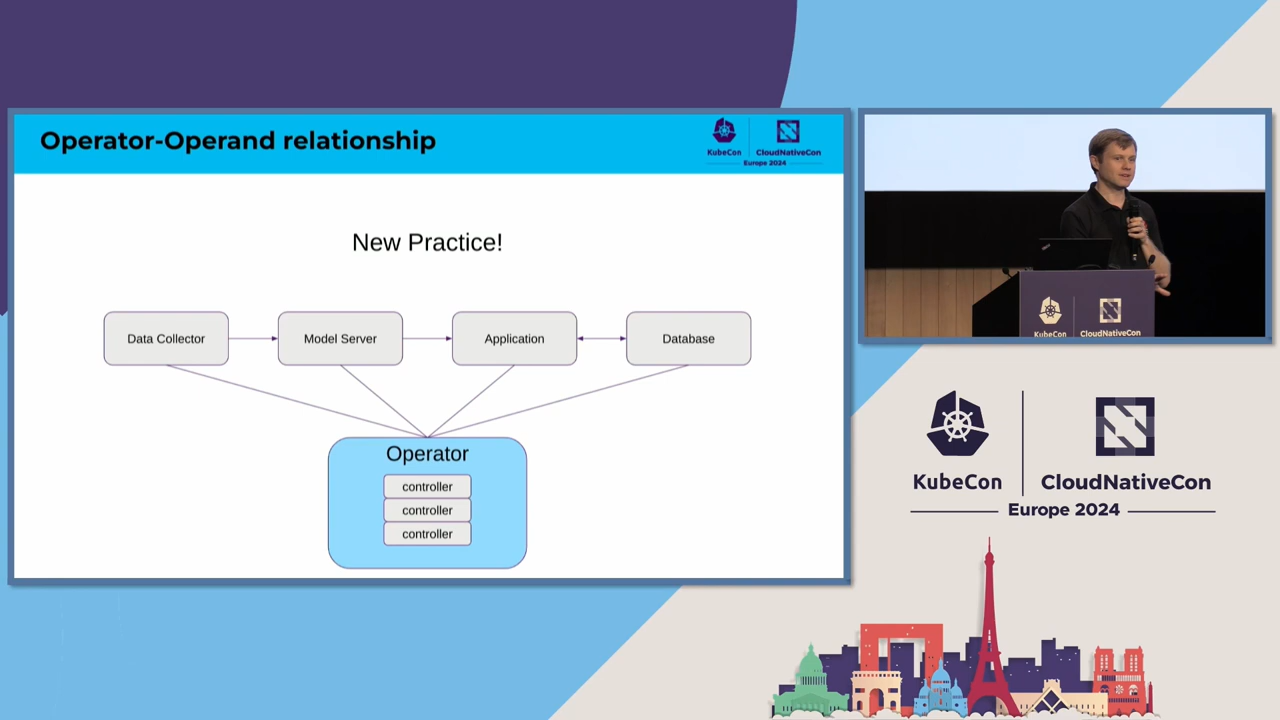 Operator-Operand relationship
KubeCon
CloudNativeCon
Europe 2024
New Practice!
Data Collector
Model Server
Application
Database
Operator
controller
controller
controller
KubeCon
CloudNativeCon
KubeCon
CloudNativeCon
Europe 2024